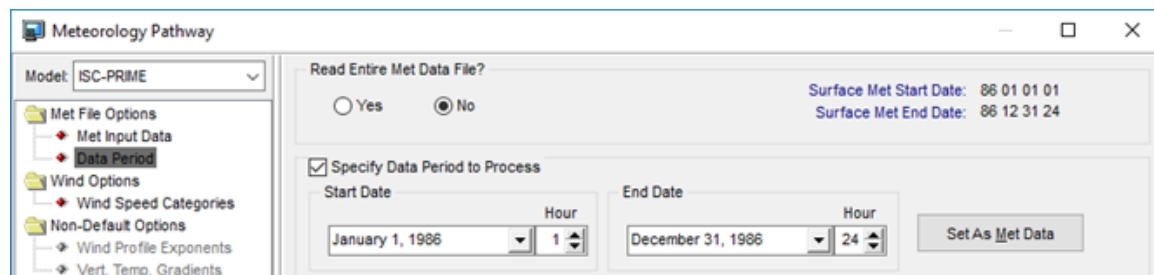 Meteorology Pathway
Model: ISC-PRIME
Met File Options
Met Input Data
Data Period
Wind Options
Wind Speed Categories
Non-Default Options
Wind Profile Exponents
Vert. Temp. Gradients
Read Entire Met Data File?
Yes No
Surface Met Start Date: 86 01 01 01
Surface Met End Date: 86 12 31 24
Specify Data Period to Process
Start Date
Hour
January 1, 1986 1
End Date
Hour
December 31, 1986 24
Set As Met Data